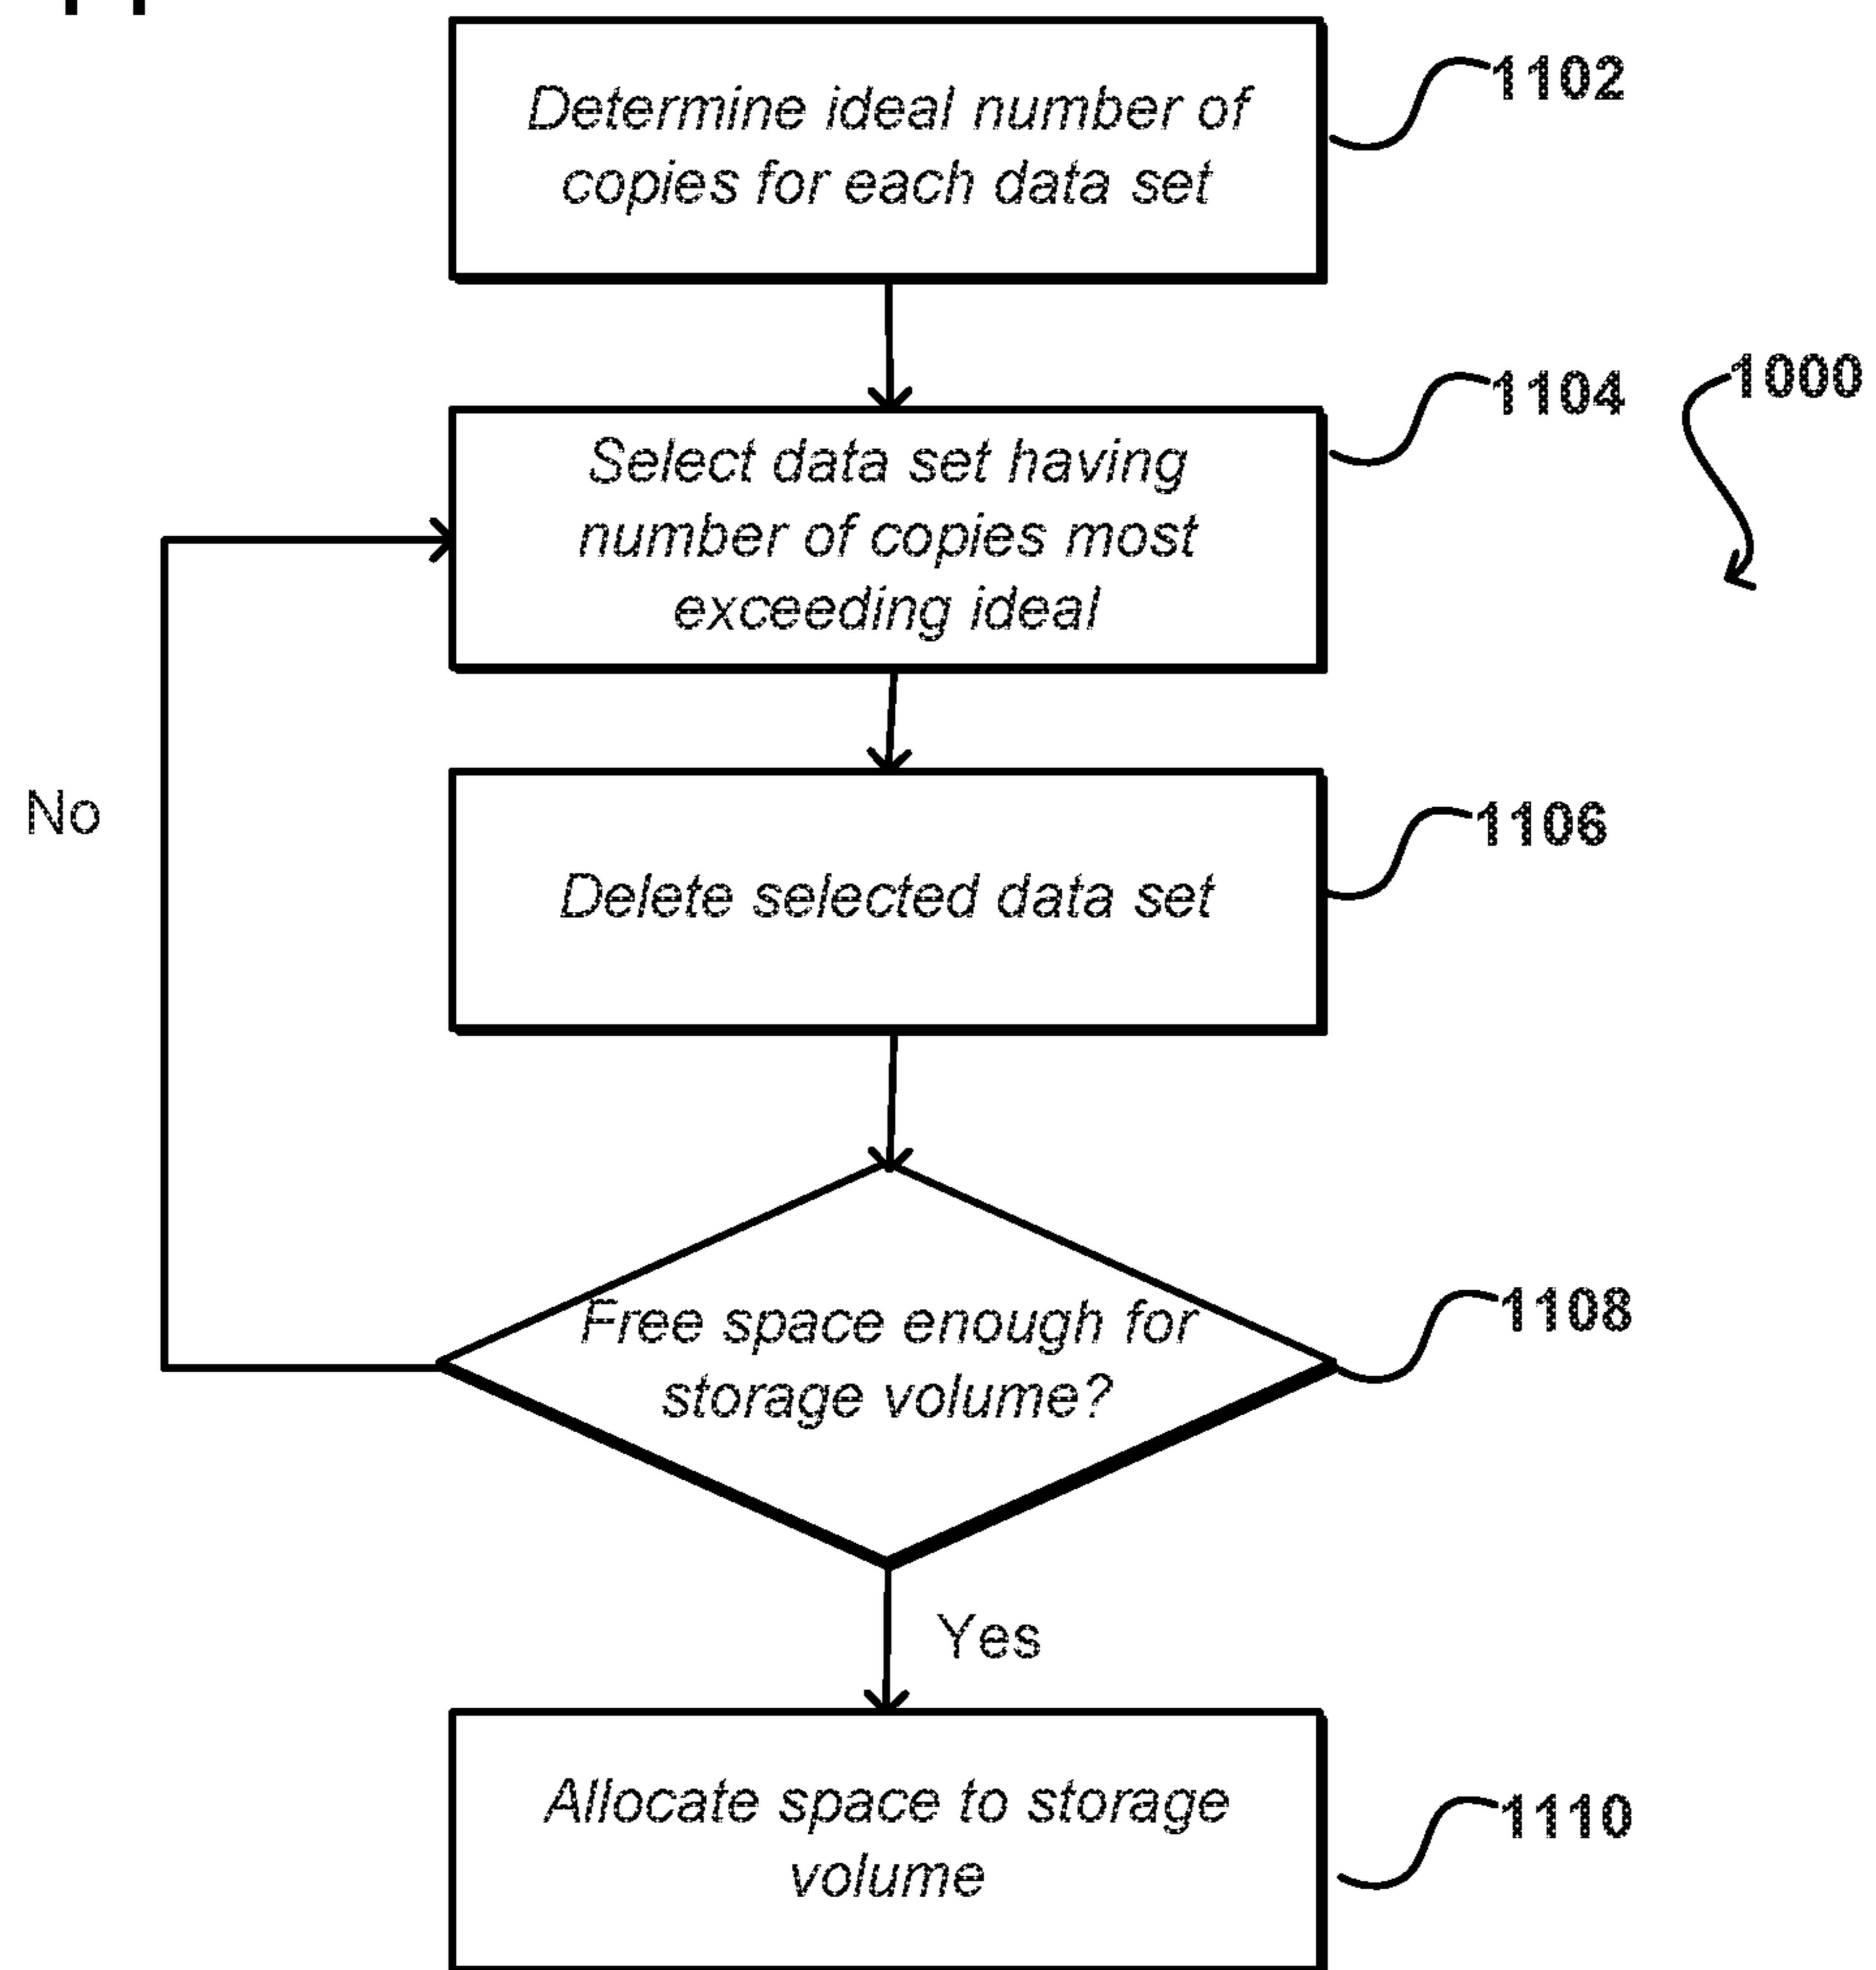 Determine ideal number of
copies for each data set
1102
Select data set having
number of copies most
exceeding ideal
1104
1000
Delete selected data set
1106
No
Free space enough for
storage volume?
1108
Yes
Allocate space to storage
volume
1110